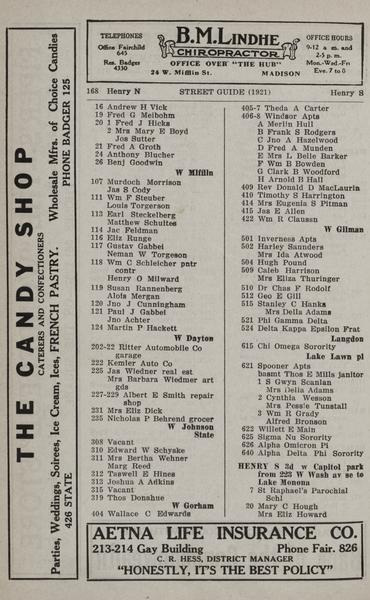 THE CANDY SHOP
CATERERS AND CONFECTIONERS
Wholesale Mfrs. of Choice Candies
Parties, Weddings, Soirees, Ice Cream, Ices, FRENCH PASTRY.
426 STATE
PHONE BADGER 125
TELEPHONES
Office Fairchild
645
Res. Badger
4350
B. M. LINDHE
CHIROPRACTOR
OFFICE OVER "THE HUB"
24 W. Mifflin St. MADISON
OFFICE HOURS
9-12 a m. and
2-5 p. m.
Mon.-Wed.-Fri
Eve. 7 to 8
168 Henry N STREET GUIDE (1921) Henry S
16 Andrew H Vick
19 Fred G Meibohm
20 1 Fred J Hicks
2 Mrs Mary E Boyd
Jos Sutter
21 Fred A Groth
24 Anthony Blucher
26 Benj Goodwin
W Mifflin
107 Murdoch Morrison
Jas S Cody
111 Wm F Steuber
Louis Torgerson
113 Earl Steckelberg
Matthew Schultes
114 Jac Feldman
116 Eliz Runge
117 Gustav Gabbei
Neman W Torgeson
118 Wm C Schleicher pntr
contr
Henry O Milward
119 Susan Rannenberg
Alois Mergan
120 Jno J Cunningham
121 Paul J Gabbel
Jno Achter
124 Martin P Hackett
W Dayton
202-22 Ritter Automobile Co
garage
222 Kemler Auto Co
225 Jas Wiedner real est
Mrs Barbara Wiedmer art
gds
227-229 Albert E Smith repair
shop
231 Mrs Eliz Dick
235 Nicholas P Behrend grocer
W Johnson
State
308 Vacant
310 Edward W Schyske
311 Mrs Bertha Wehner
Marg Reed
312 Taswell E Hines
313 Joshua A Adkins
315 Vacant
319 Thos Donahue
W Gorham
404 Wallace C Edwards
405-7 Theda A Carter
406-8 Windsor Apts
A Merlin Hull
B Frank S Rodgers
C Jno A Hazelwood
D Fred A Munden
E Mrs L Belle Barker
F Wm B Bowden
G Clark B Woodford
H Arnold B Hall
409 Rev Donald D MacLaurin
410 Timothy S Harrington
414 Mrs Eugenia S Pitman
415 Jas E Allen
422 Wm R Claussn
W Gilman
501 Inverness Apts
502 Harley Saunders
Mrs Ida Atwood
504 Hugh Pound
509 Caleb Harrison
Mrs Eliza Thuringer
510 Dr Chas F Rodolf
512 Geo E Gill
515 Stanley C Hanks
Mrs Della Adams
521 Phi Gamma Delta
524 Delta Kappa Epsilon Frat
Langdon
615 Chi Omega Sorority
Lake Lawn pl
621 Spooner Apts
basmt Thos E Mills janitor
1 S Gwyn Scanlan
Mrs Della Adams
2 Cynthia Wesson
Mrs Possie Tunstall
3 Wm R Grady
Alfred Bronson
622 Willett E Main
625 Sigma Nu Sorority
626 Alpha Omicron Pi
640 Alpha Delta Phi Sorority
HENRY S 3d w Capitol park
from 223 W Wash av se to
Lake Monona
7 St Raphael's Parochial
Schl
20 Mary C Hough
Mrs Eliz Howard
AETNA LIFE INSURANCE CO.
213-214 Gay Building Phone Fair. 826
C. R. HESS, DISTRICT MANAGER
"HONESTLY, IT'S THE BEST POLICY"